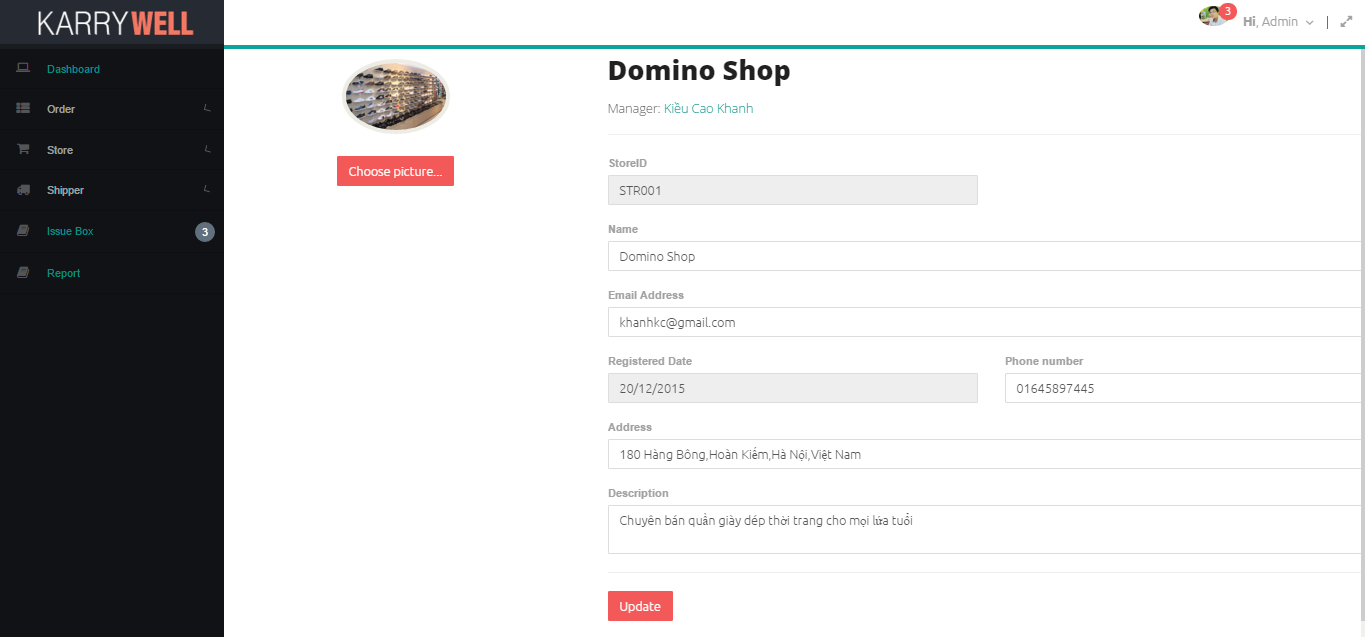 KARRYWELL
3
Hi, Admin
Dashboard
Order
Store
Shipper
Issue Box
3
Report
Choose picture...
Domino Shop
Manager: Kiều Cao Khanh
StoreID
STR001
Name
Domino Shop
Email Address
khanhkc@gmail.com
Registered Date
Phone number
20/12/2015
01645897445
Address
180 Hàng Bông,Hoàn Kiếm,Hà Nội,Việt Nam
Description
Chuyên bán quần giày dép thời trang cho mọi lứa tuổi
Update